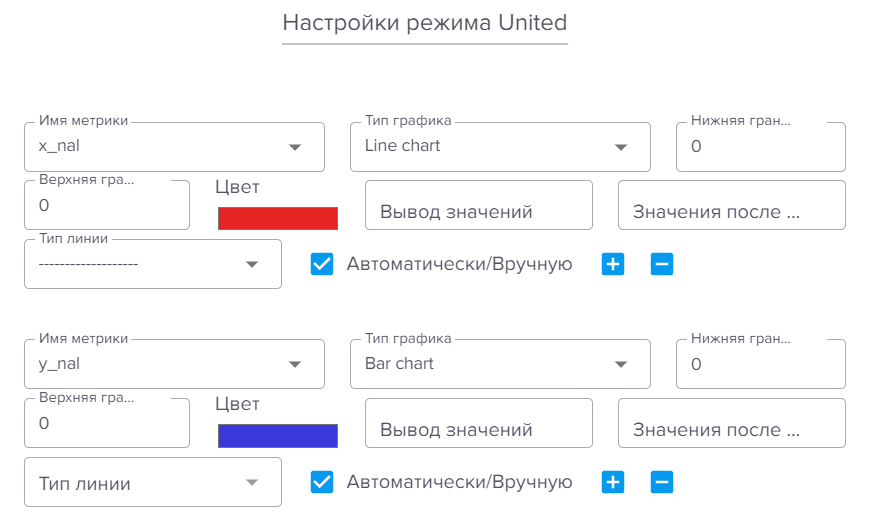 Настройки режима United
Имя метрики Тип графика Нижняя гран...
x_nal Line chart 0
Верхняя гра... Цвет
0 Вывод значений Значения после ...
Тип линии
------------------- Автоматически/Вручную
Имя метрики Тип графика Нижняя гран...
y_nal Bar chart 0
Верхняя гра... Цвет
0 Вывод значений Значения после ...
Тип линии Автоматически/Вручную